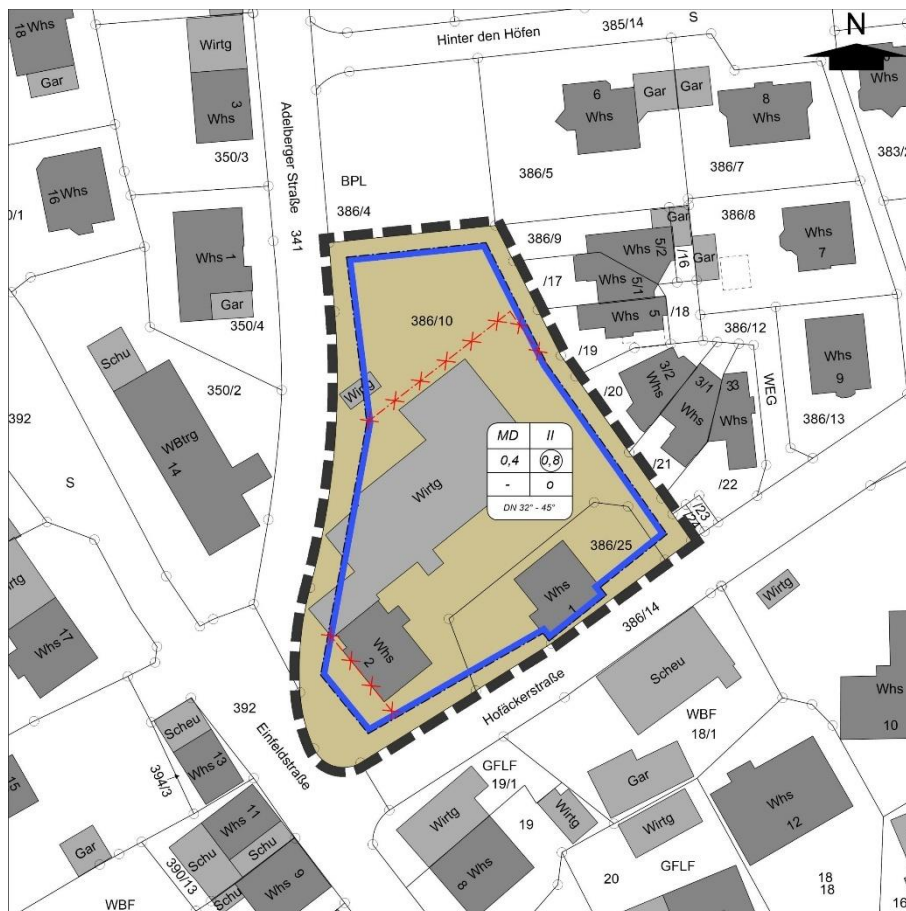 18
Whs
Gar
Wirtg
3
Whs
350/3
Adelberger Straße
341
Hinter den Höfen
385/14
S
N
Whs
383/2
6
Whs
Gar
Gar
8
Whs
386/5
386/7
BPL
386/4
16
Whs
0/1
Whs
1
Gar
350/4
386/9
Gar
386/8
Whs
5/2
/16
Gar
Whs
7
/17
Whs
5/1
Whs
5
/18
386/10
/19
386/12
Schu
350/2
Wirtg
/20
3/2
Whs
3/1
Whs
33
Whs
WEG
Whs
9
386/13
392
WBtrg
14
S
MD
II
0,4
0,8
-
o
DN 32° - 45°
Wirtg
/21
/22
/23
/24
386/25
Whs
1
386/14
Wirtg
Whs
17
Whs
2
Hofäckerstraße
Scheu
Whs
10
392
Einfeldstraße
Scheu
Whs
13
394/3
WBF
18/1
GFLF
19/1
Gar
15
Whs
11
Schu
Schu
Schu
Whs
9
Gar
390/13
WBF
Wirtg
Whs
8
19
Wirtg
Wirtg
Whs
12
20
GFLF
18
18
16